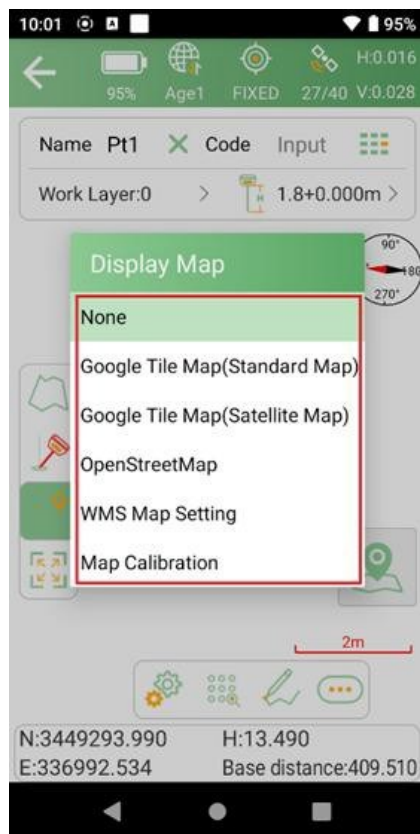 10:01 95%
95% Age1 FIXED 27/40 H:0.016 V:0.028
Name Pt1 Code Input
Work Layer:0 > H 1.8+0.000m >
90°
180
270°
Display Map
None
Google Tile Map(Standard Map)
Google Tile Map(Satellite Map)
OpenStreetMap
WMS Map Setting
Map Calibration
2m
N:3449293.990 H:13.490
E:336992.534 Base distance:409.510